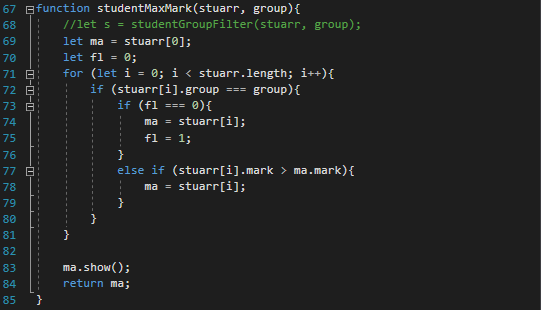 67 function studentMaxMark(stuarr, group){
68 //let s = studentGroupFilter(stuarr, group);
69 let ma = stuarr[0];
70 let fl = 0;
71 for (let i = 0; i < stuarr.length; i++){
72 if (stuarr[i].group === group){
73 if (fl === 0){
74 ma = stuarr[i];
75 fl = 1;
76 }
77 else if (stuarr[i].mark > ma.mark){
78 ma = stuarr[i];
79 }
80 }
81 }
82
83 ma.show();
84 return ma;
85 }